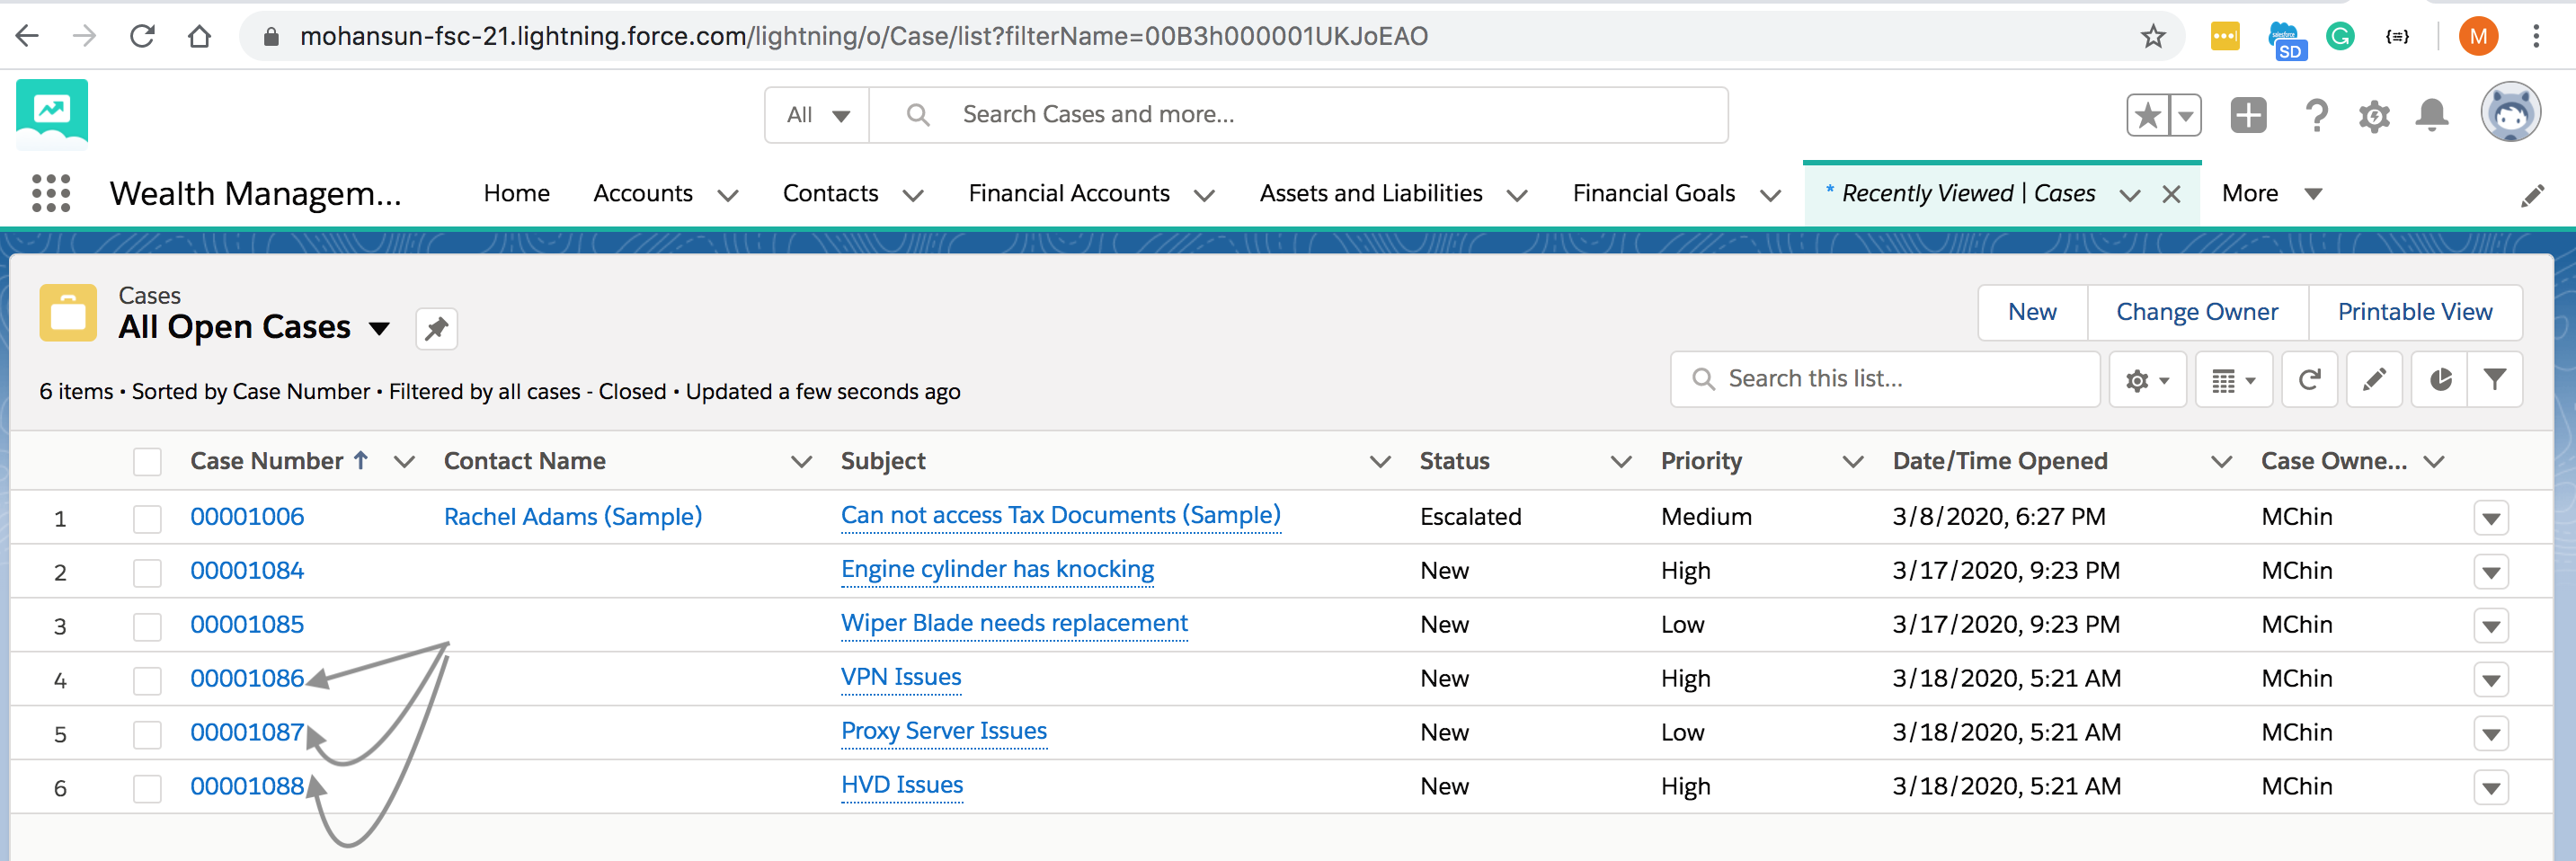 mohansun-fsc-21.lightning.force.com/lightning/o/Case/list?filterName=00B3h000001UKJoEAO
SD
M
All Search Cases and more...
Wealth Managem... Home Accounts Contacts Financial Accounts Assets and Liabilities Financial Goals * Recently Viewed | Cases More
Cases
All Open Cases
New Change Owner Printable View
6 items • Sorted by Case Number • Filtered by all cases - Closed • Updated a few seconds ago
Search this list...
Case Number Contact Name Subject Status Priority Date/Time Opened Case Owne...
1 00001006 Rachel Adams (Sample) Can not access Tax Documents (Sample) Escalated Medium 3/8/2020, 6:27 PM MChin
2 00001084 Engine cylinder has knocking New High 3/17/2020, 9:23 PM MChin
3 00001085 Wiper Blade needs replacement New Low 3/17/2020, 9:23 PM MChin
4 00001086 VPN Issues New High 3/18/2020, 5:21 AM MChin
5 00001087 Proxy Server Issues New Low 3/18/2020, 5:21 AM MChin
6 00001088 HVD Issues New High 3/18/2020, 5:21 AM MChin